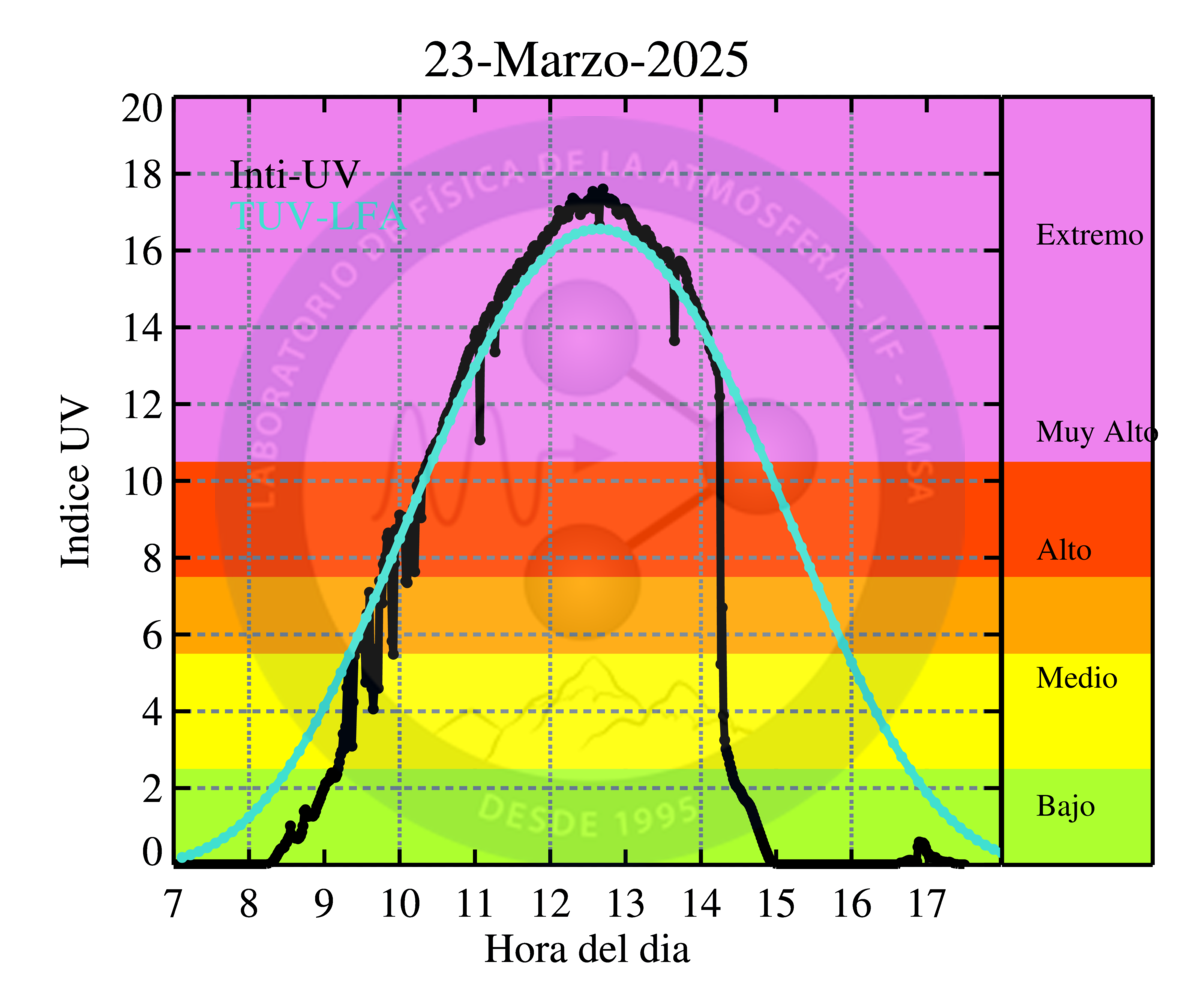 23-Marzo-2025
Inti-UV
TUV-LFA
LABORATORIO DE FÍSICA DE LA ATMÓSFERA - IIF - UMSA
DESDE 1995
Indice UV
20
18
16
14
12
10
8
6
4
2
0
Extremo
Muy Alto
Alto
Medio
Bajo
7 8 9 10 11 12 13 14 15 16 17
Hora del dia